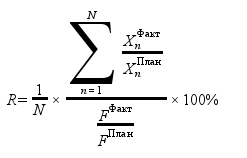 R = 1/N × (∑_{n=1}^{N} X_n^Факт / X_n^План) / (F^Факт / F^План) × 100%